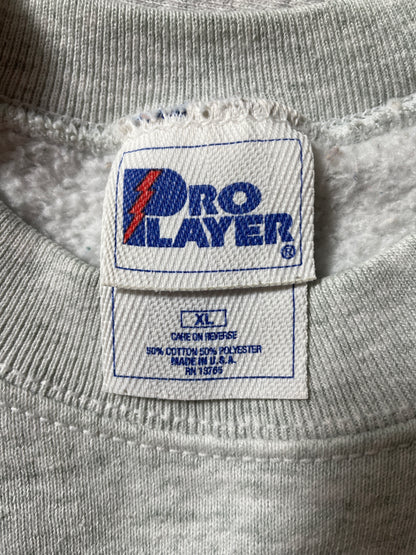 PRO
PLAYER®
XL
CARE ON REVERSE
50% COTTON 50% POLYESTER
MADE IN U.S.A.
RN 13765